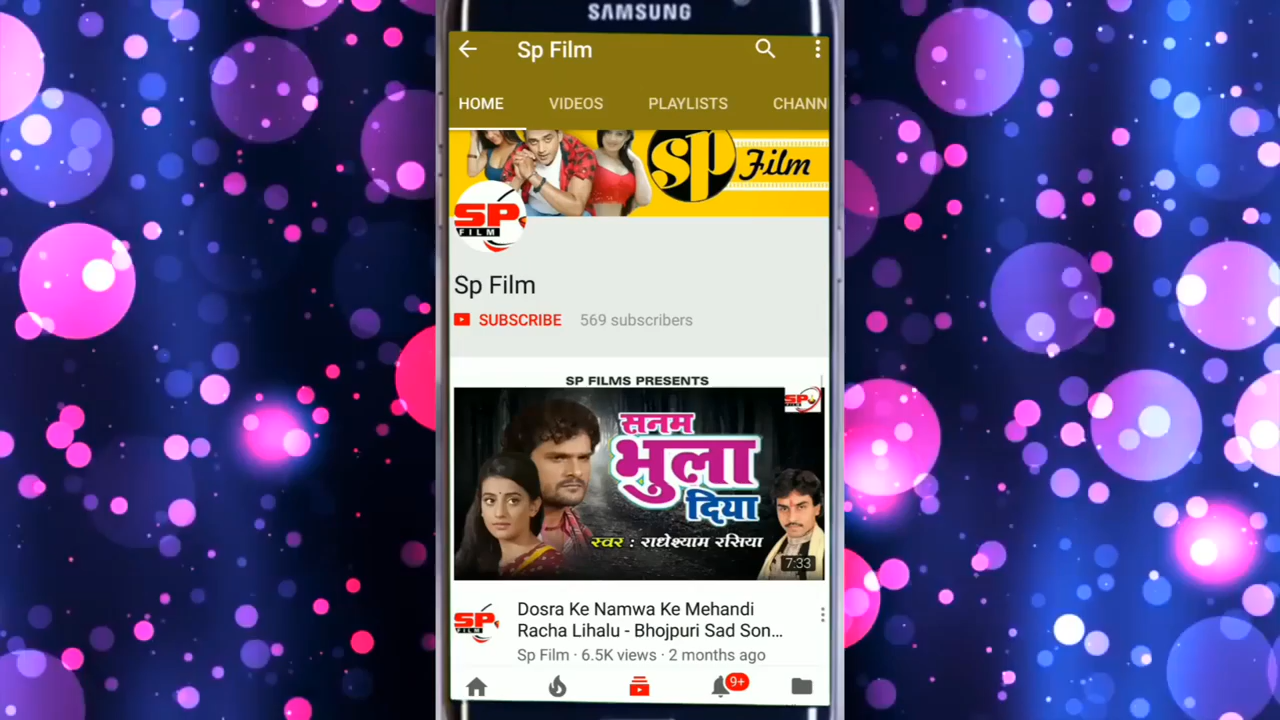 SAMSUNG
Sp Film
HOME VIDEOS PLAYLISTS CHANN
sp Film
SP
FILM
Sp Film
SUBSCRIBE 569 subscribers
SP FILMS PRESENTS
SP
सनम
भुला
दिया
स्वर : राधेश्याम रसिया
7:33
SP
FILM
Dosra Ke Namwa Ke Mehandi
Racha Lihalu - Bhojpuri Sad Son...
Sp Film · 6.5K views · 2 months ago
9+